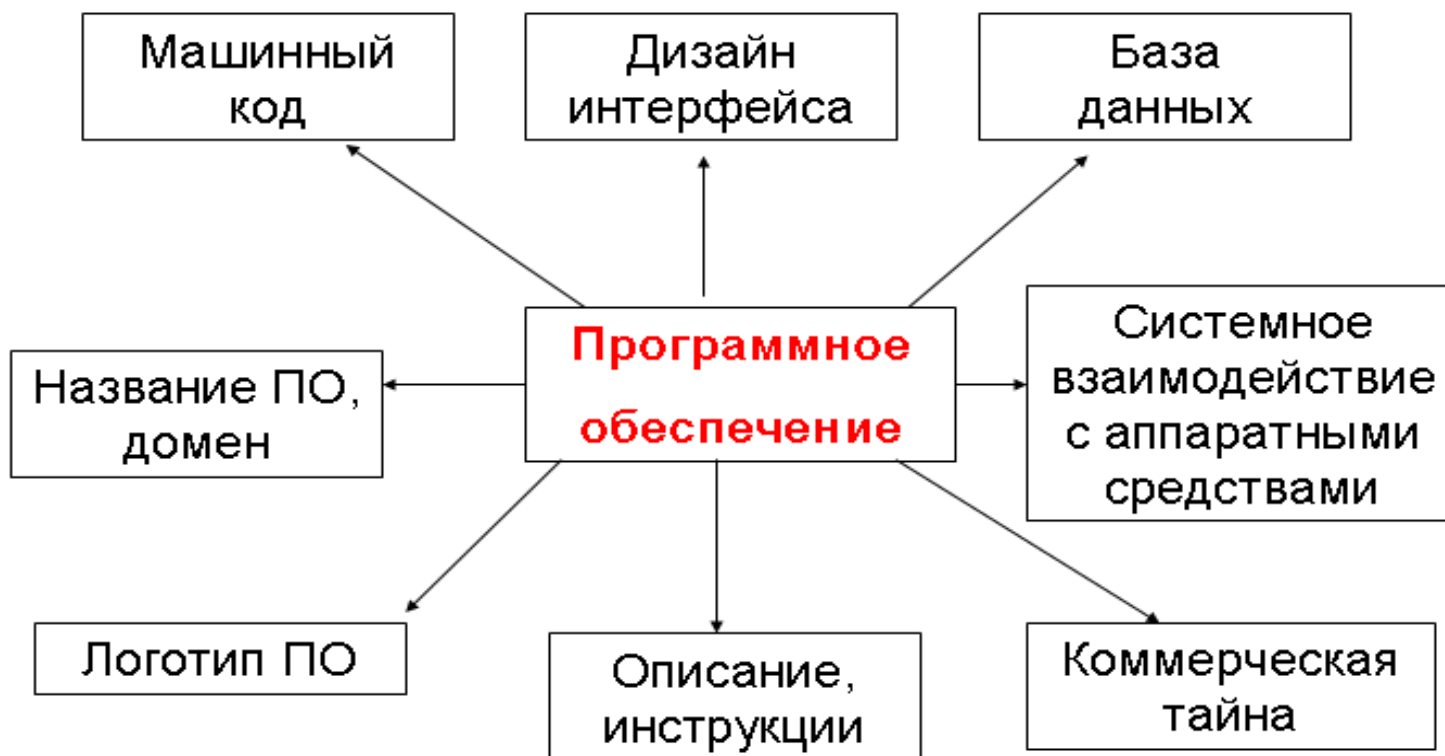 Машинный
код
Дизайн
интерфейса
База
данных
Программное
обеспечение
Название ПО,
домен
Системное
взаимодействие
с аппаратными
средствами
Логотип ПО
Описание,
инструкции
Коммерческая
тайна